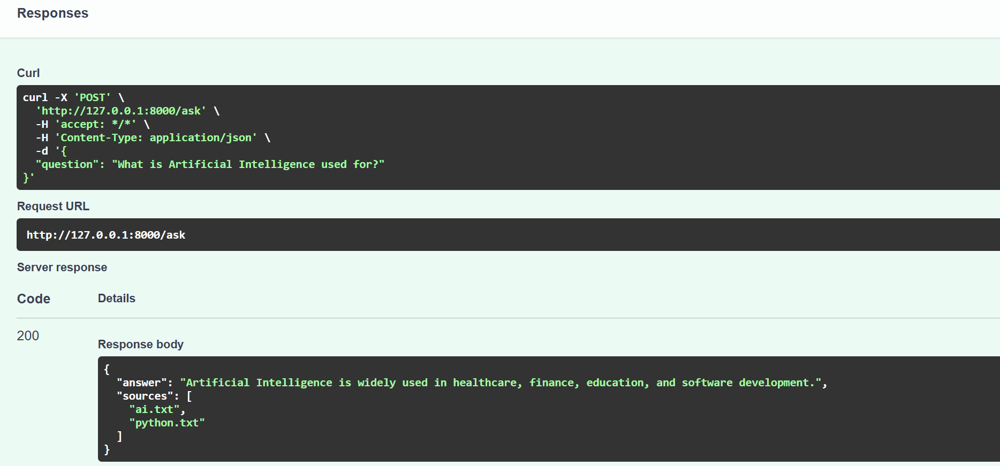 Responses
Curl
curl -X 'POST' \
  'http://127.0.0.1:8000/ask' \
  -H 'accept: */*' \
  -H 'Content-Type: application/json' \
  -d '{
  "question": "What is Artificial Intelligence used for?"
}'
Request URL
http://127.0.0.1:8000/ask
Server response
Code Details
200
Response body
{
  "answer": "Artificial Intelligence is widely used in healthcare, finance, education, and software development.",
  "sources": [
    "ai.txt",
    "python.txt"
  ]
}